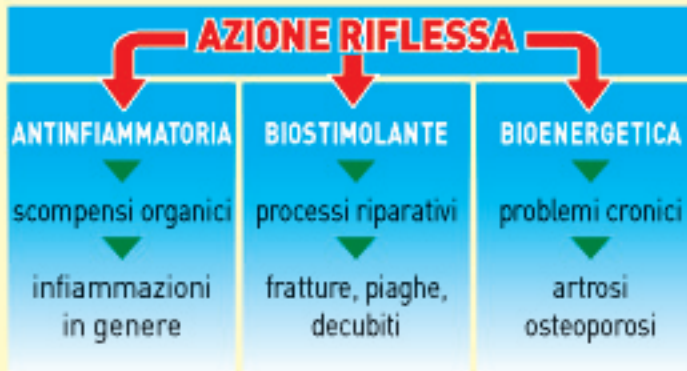 AZIONE RIFLESSA
ANTINFIAMMATORIA
scompensi organici
infiammazioni
in genere
BIOSTIMOLANTE
processi riparativi
fratture, piaghe,
decubiti
BIOENERGETICA
problemi cronici
artrosi
osteoporosi